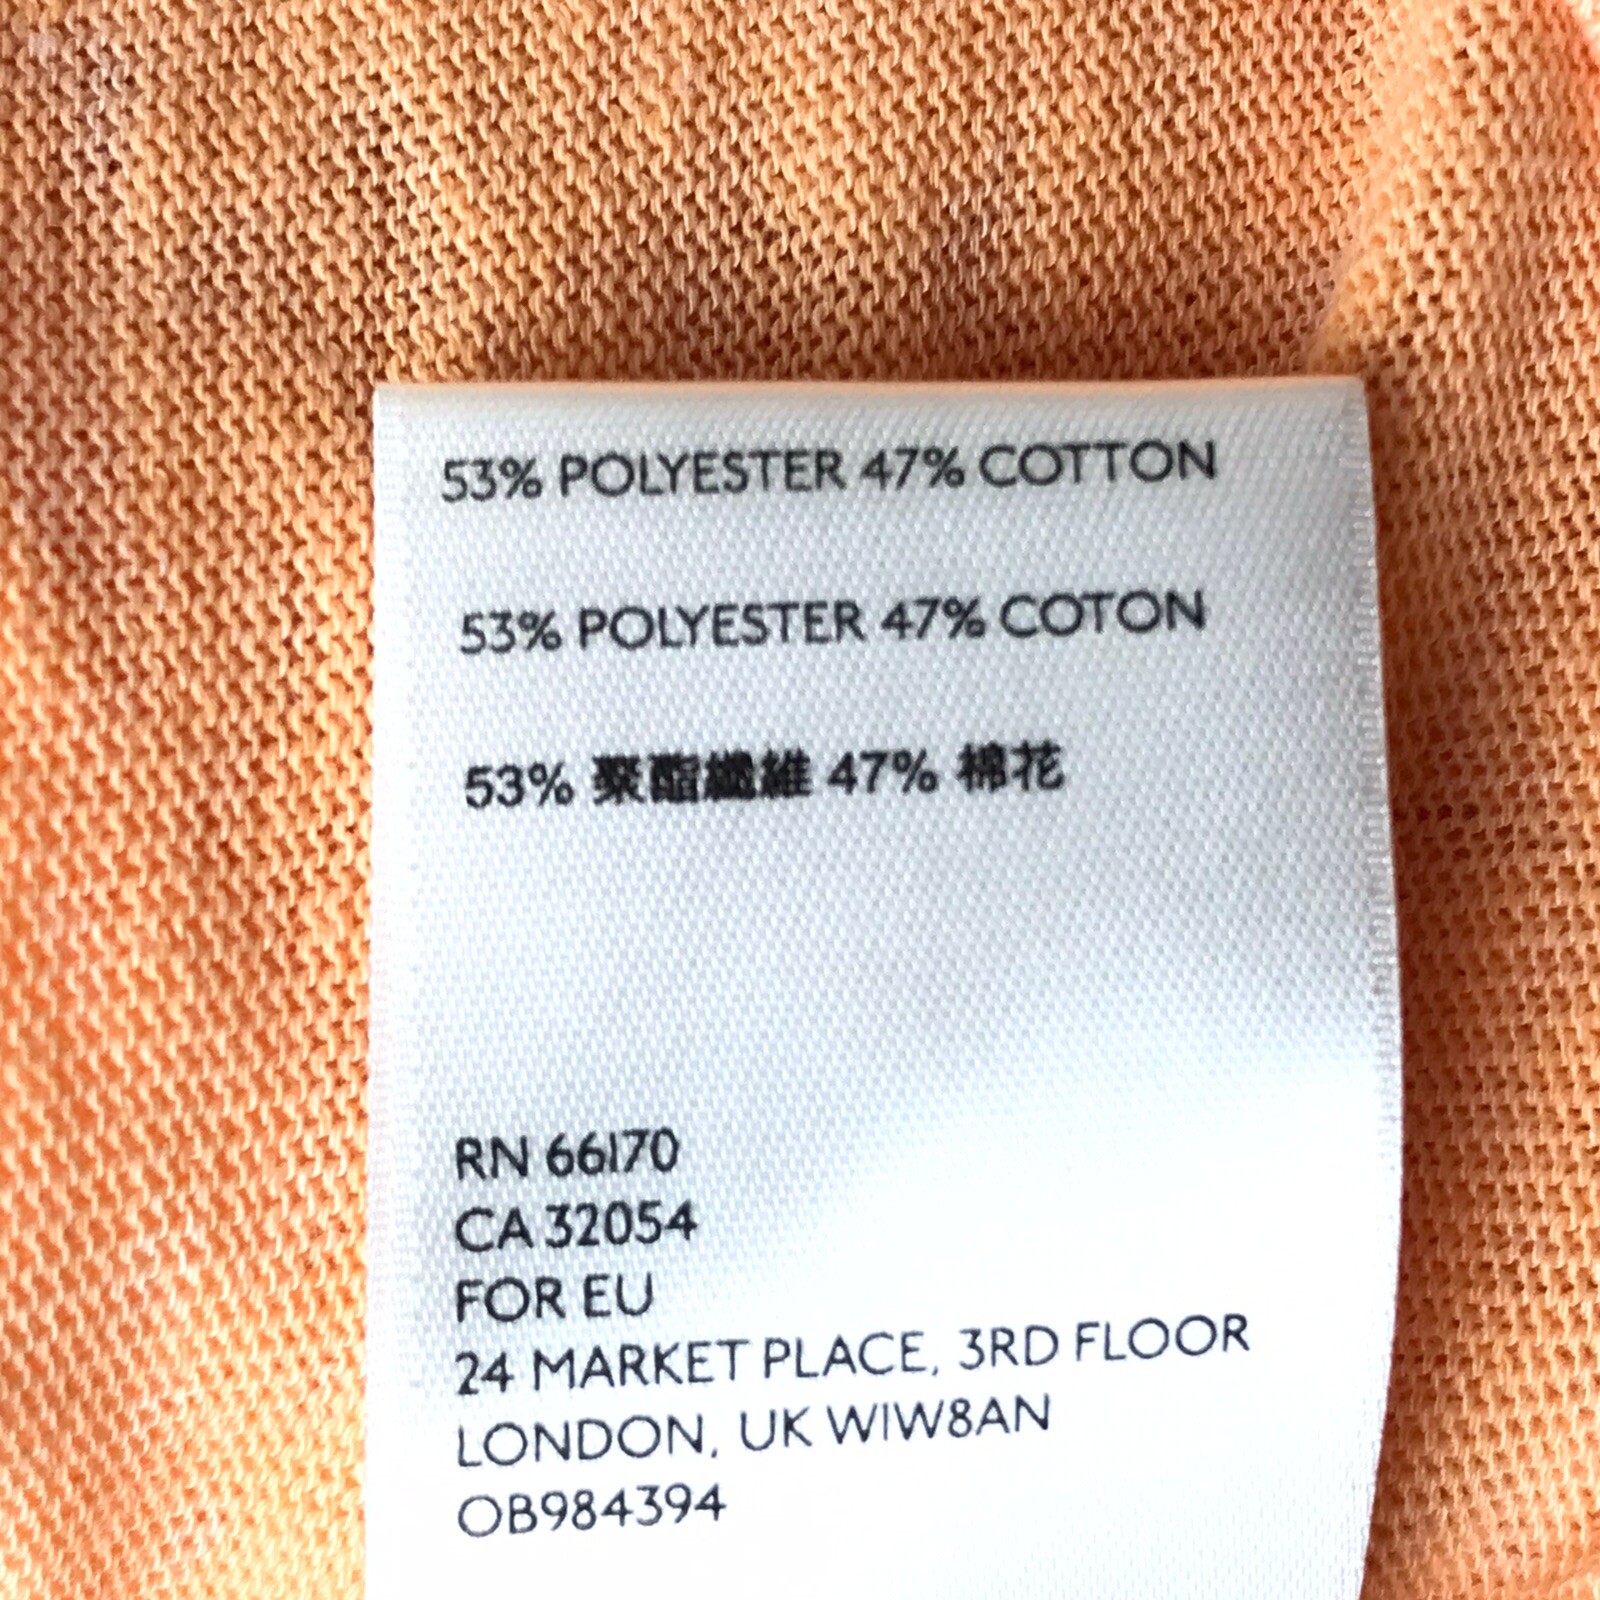 53% POLYESTER 47% COTTON
53% POLYESTER 47% COTON
53% 聚酯纖維 47% 棉花
RN 66170
CA 32054
FOR EU
24 MARKET PLACE, 3RD FLOOR
LONDON, UK W1W8AN
OB984394